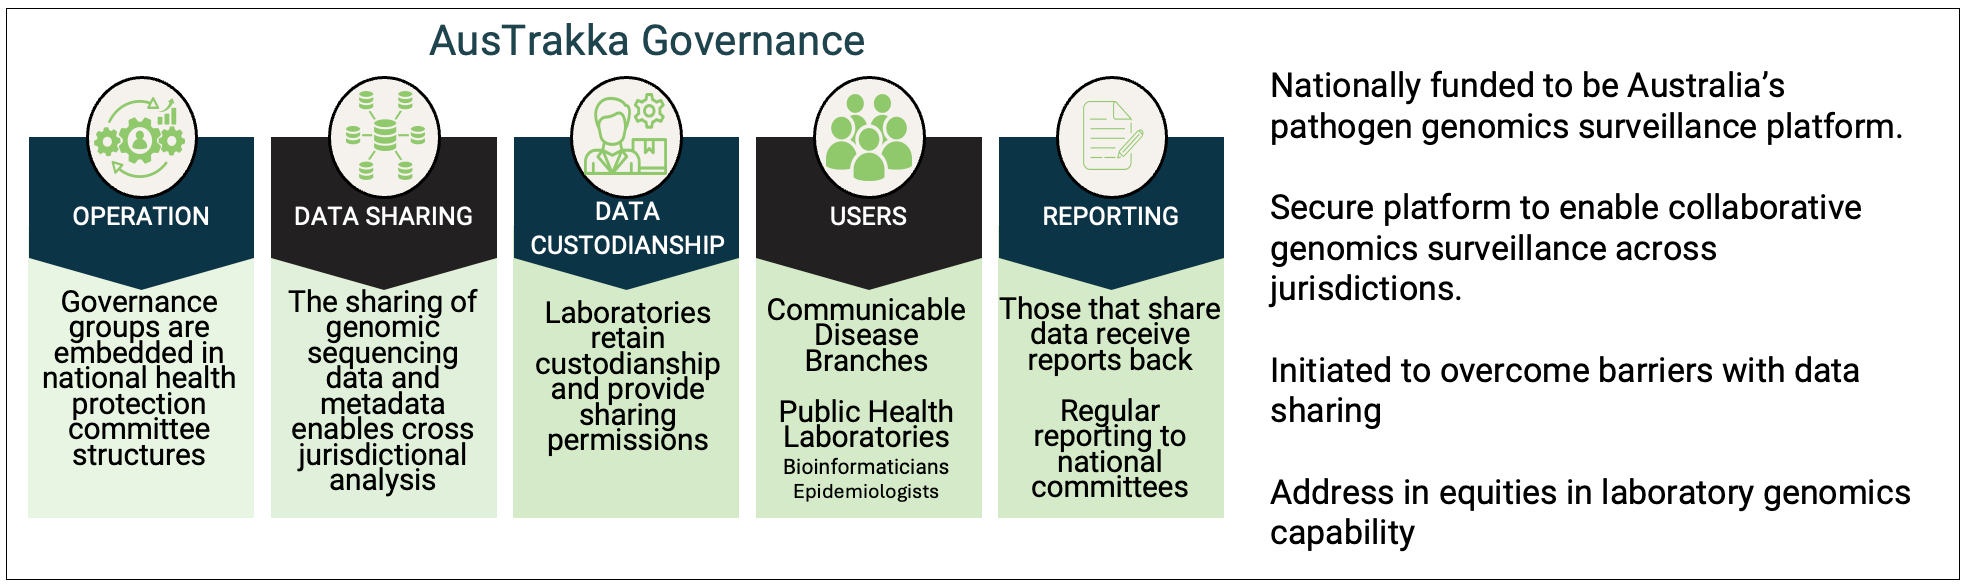 AusTrakka Governance
OPERATION
Governance
groups are
embedded in
national health
protection
committee
structures
DATA SHARING
The sharing of
genomic
sequencing
data and
metadata
enables cross
jurisdictional
analysis
DATA
CUSTODIANSHIP
Laboratories
retain
custodianship
and provide
sharing
permissions
USERS
Communicable
Disease
Branches
Public Health
Laboratories
Bioinformaticians
Epidemiologists
REPORTING
Those that share
data receive
reports back
Regular
reporting to
national
committees
Nationally funded to be Australia’s
pathogen genomics surveillance platform.
Secure platform to enable collaborative
genomics surveillance across
jurisdictions.
Initiated to overcome barriers with data
sharing
Address in equities in laboratory genomics
capability